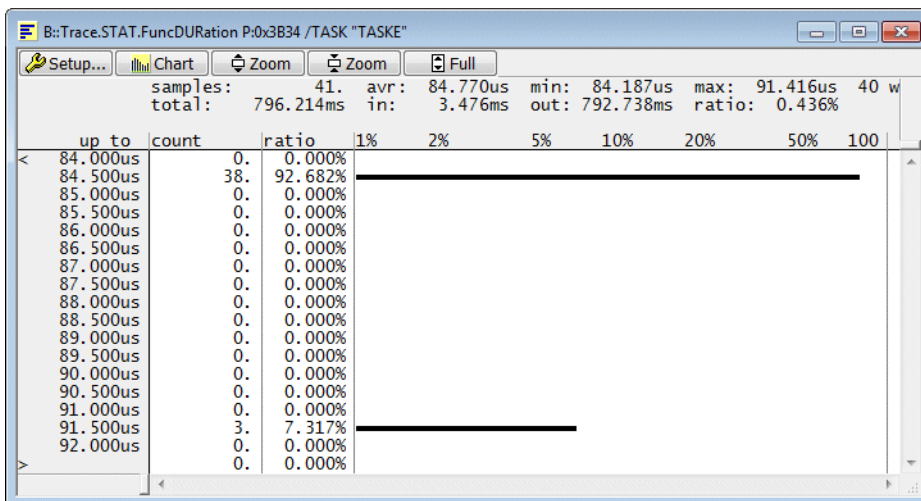 B::Trace.STAT.FuncDURation P:0x3B34 /TASK "TASKE"
Setup... Chart Zoom Zoom Full
samples: 41. avr: 84.770us min: 84.187us max: 91.416us 40 w
total: 796.214ms in: 3.476ms out: 792.738ms ratio: 0.436%
up to count ratio 1% 2% 5% 10% 20% 50% 100
< 84.000us 0. 0.000%
84.500us 38. 92.682%
85.000us 0. 0.000%
85.500us 0. 0.000%
86.000us 0. 0.000%
86.500us 0. 0.000%
87.000us 0. 0.000%
87.500us 0. 0.000%
88.000us 0. 0.000%
88.500us 0. 0.000%
89.000us 0. 0.000%
89.500us 0. 0.000%
90.000us 0. 0.000%
90.500us 0. 0.000%
91.000us 0. 0.000%
91.500us 3. 7.317%
92.000us 0. 0.000%
> 0. 0.000%